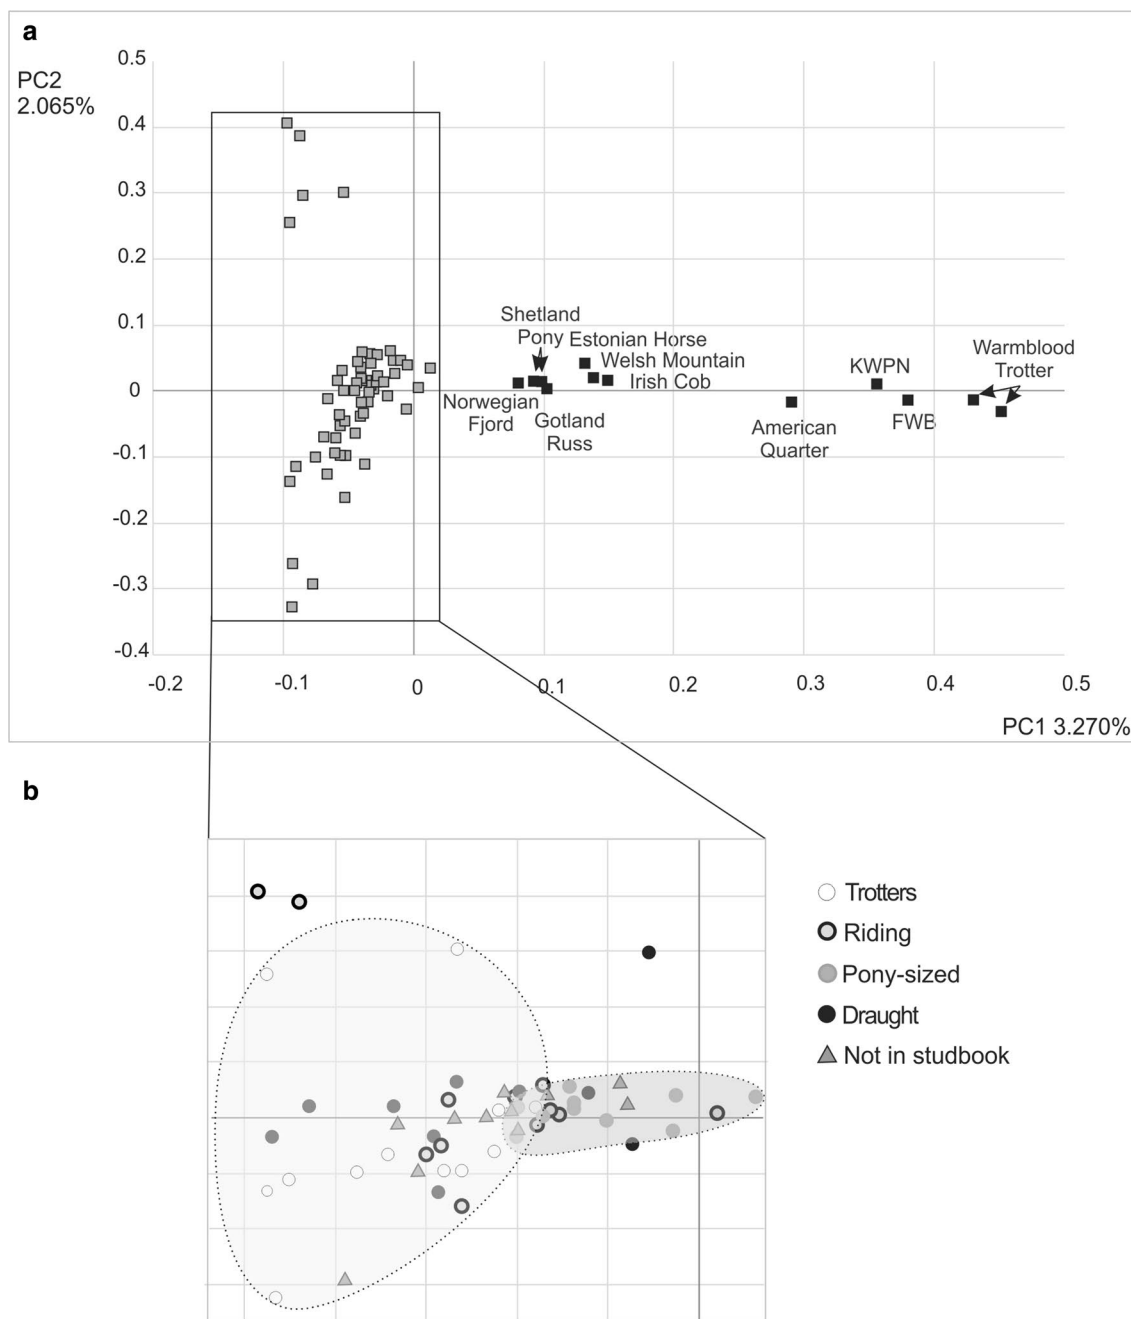 a
PC2
2.065%
0.5
0.4
0.3
0.2
0.1
0
-0.1
-0.2
-0.3
-0.4
Shetland
Pony
Estonian Horse
Welsh Mountain
Irish Cob
Norwegian
Fjord
Gotland
Russ
American
Quarter
KWPN
FWB
Warmblood
Trotter
-0.2
-0.1
0
0.1
0.2
0.3
0.4
0.5
PC1 3.270%
b
Trotters
Riding
Pony-sized
Draught
Not in studbook